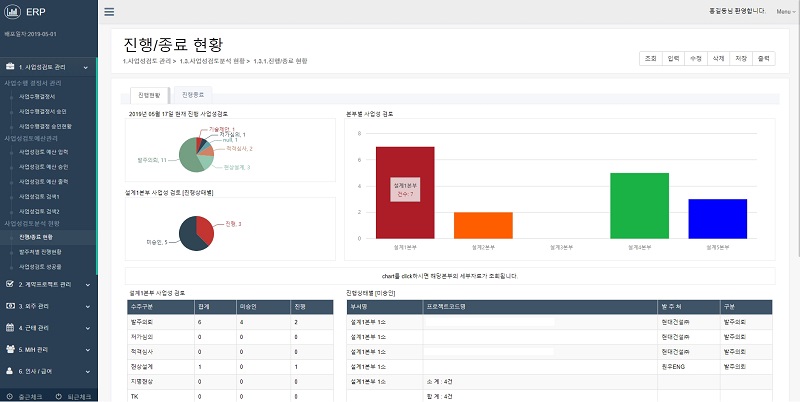 ERP
배포일자:2019-05-01
1. 사업성검토 관리
사업수행 결정서 관리
사업수행결정서
사업수행결정서 승인
사업수행결정 승인현황
사업성검토예산관리
사업성검토 예산 입력
사업성검토 예산 승인
사업성검토 예산 출력
사업성검토 검색1
사업성검토 검색2
사업성검토분석 현황
진행/종료 현황
발주처별 진행현황
사업성검토 성공률
2. 계약프로젝트 관리
3. 외주 관리
4. 근태 관리
5. M/H 관리
6. 인사 / 급여
출근체크 퇴근체크
홍길동님 환영합니다. Menu
진행/종료 현황
1.사업성검토 관리 > 1.3.사업성검토분석 현황 > 1.3.1.진행/종료 현황
조회 입력 수정 삭제 저장 출력
진행현황 진행종료
2019년 05월 17일 현재 진행 사업성검토
기술제안, 1
저가심의, 1
null, 1
적격심사, 2
현상설계, 3
발주의뢰, 11
설계1본부 사업성 검토 [진행상태별]
진행, 3
미승인, 5
본부별 사업성 검토
8
6
4
2
0
설계1본부
건수: 7
설계1본부 설계2본부 설계3본부 설계4본부 설계5본부
chart를 click하시면 해당본부의 세부자료가 조회됩니다.
설계1본부 사업성 검토
수주구분 합계 미승인 진행
발주의뢰 6 4 2
저가심의 0 0 0
적격심사 0 0 0
현상설계 1 0 1
지명현상 0 0 0
TK 0 0 0
진행상태별 [미승인]
부서명 프로젝트코드명 발 주 처 구분
설계1본부 1소 현대건설㈜ 발주의뢰
설계1본부 1소 현대건설㈜ 발주의뢰
설계1본부 1소 현대건설㈜ 발주의뢰
설계1본부 1소 원우ENG 발주의뢰
설계1본부 1소 소 계 : 4건
합 계 : 4건